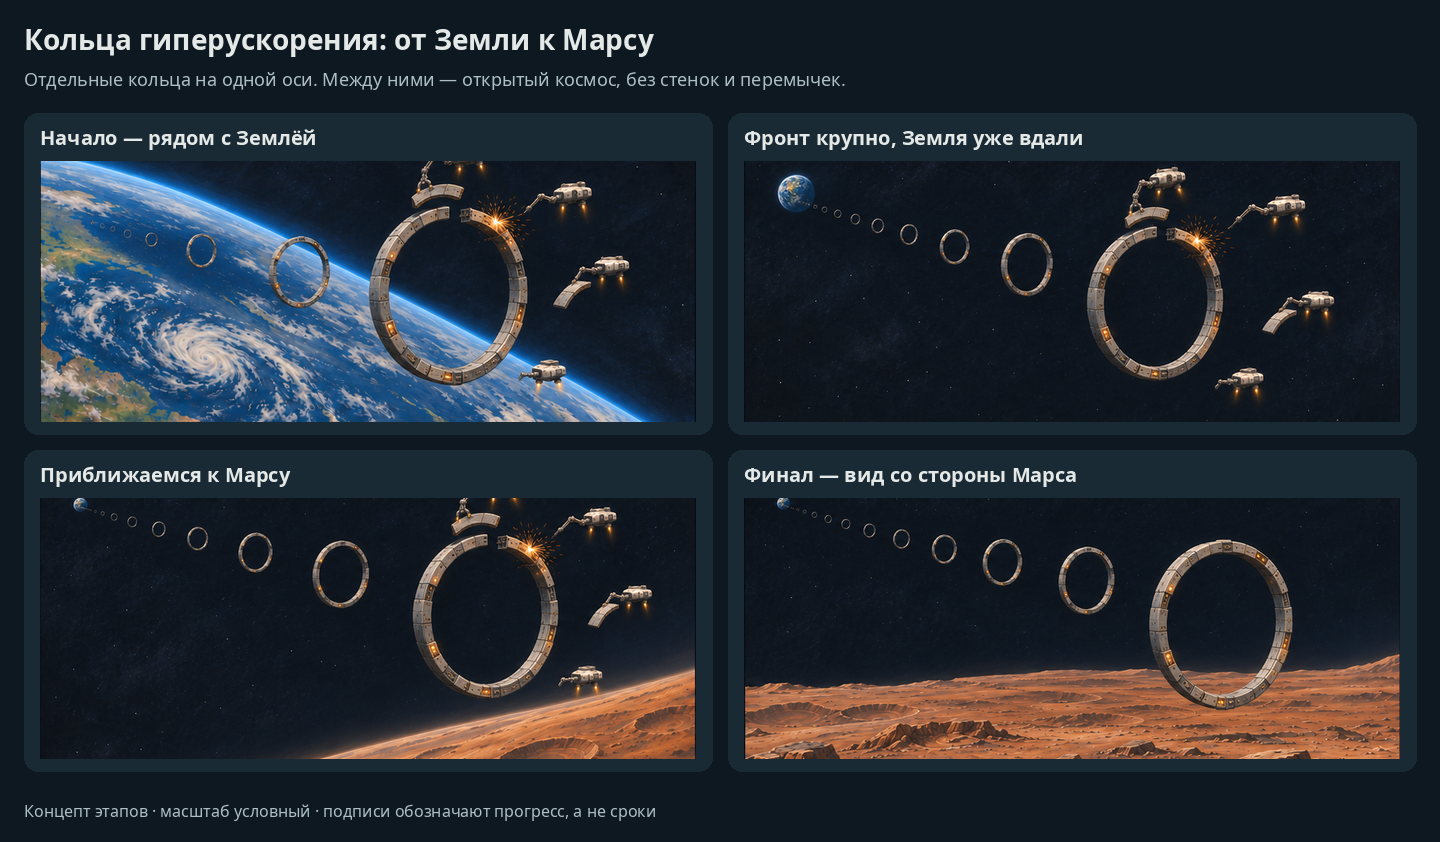 Кольца гиперускорения: от Земли к Марсу
Отдельные кольца на одной оси. Между ними — открытый космос, без стенок и перемычек.
Начало — рядом с Землёй
Фронт крупно, Земля уже вдали
Приближаемся к Марсу
Финал — вид со стороны Марса
Концепт этапов · масштаб условный · подписи обозначают прогресс, а не сроки